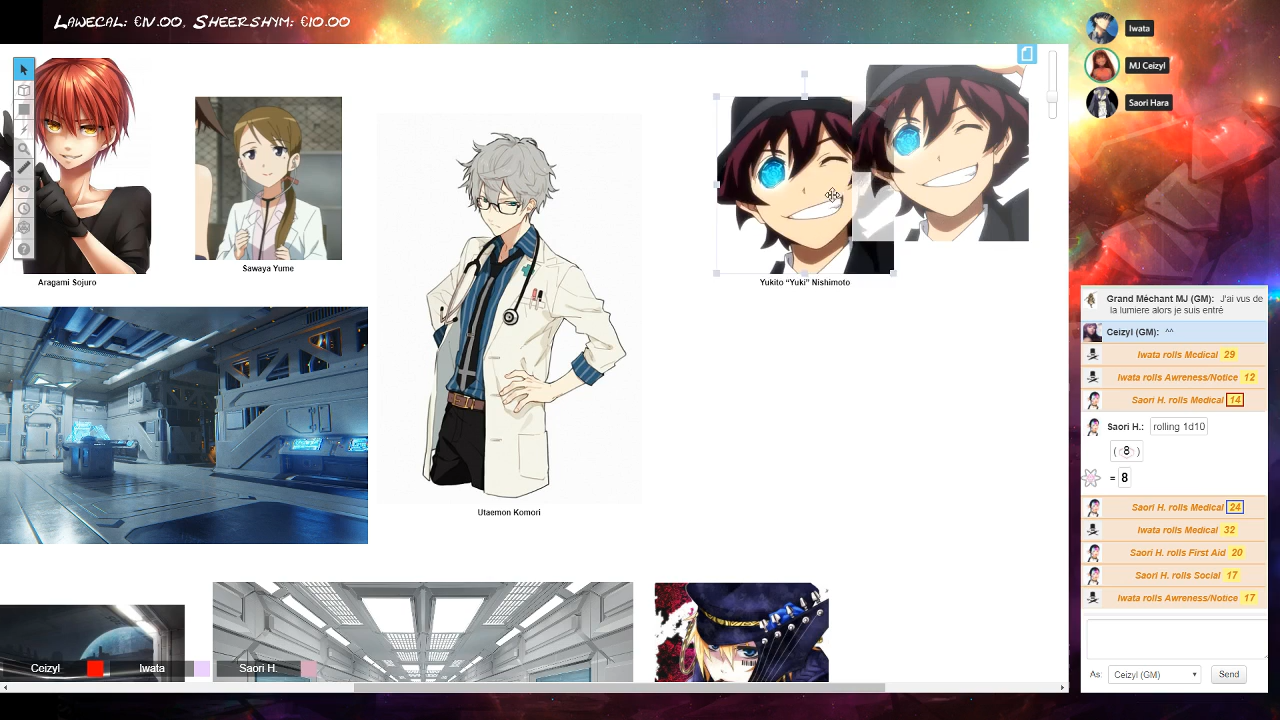 Lawecal: €1V.00, Sheershym: €10.00
Iwata
MJ Ceizyl
Saori Hara
Aragami Sojuro
Sawaya Yume
Utaemon Komori
Yukito “Yuki” Nishimoto
Ceizyl
Iwata
Saori H.
Grand Méchant MJ (GM): J'ai vus de
la lumiere alors je suis entré
Ceizyl (GM): ^^
Iwata rolls Medical 29
Iwata rolls Awreness/Notice 12
Saori H. rolls Medical 14
Saori H.: rolling 1d10
( 8 )
= 8
Saori H. rolls Medical 24
Iwata rolls Medical 32
Saori H. rolls First Aid 20
Saori H. rolls Social 17
Iwata rolls Awreness/Notice 17
As: Ceizyl (GM) Send